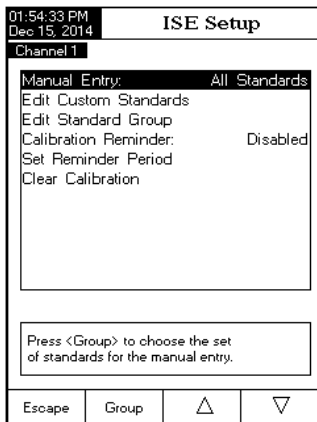 01:54:33 PM
Dec 15, 2014
ISE Setup
Channel 1
Manual Entry: All Standards
Edit Custom Standards
Edit Standard Group
Calibration Reminder: Disabled
Set Reminder Period
Clear Calibration
Press <Group> to choose the set
of standards for the manual entry.
Escape Group △ ▽